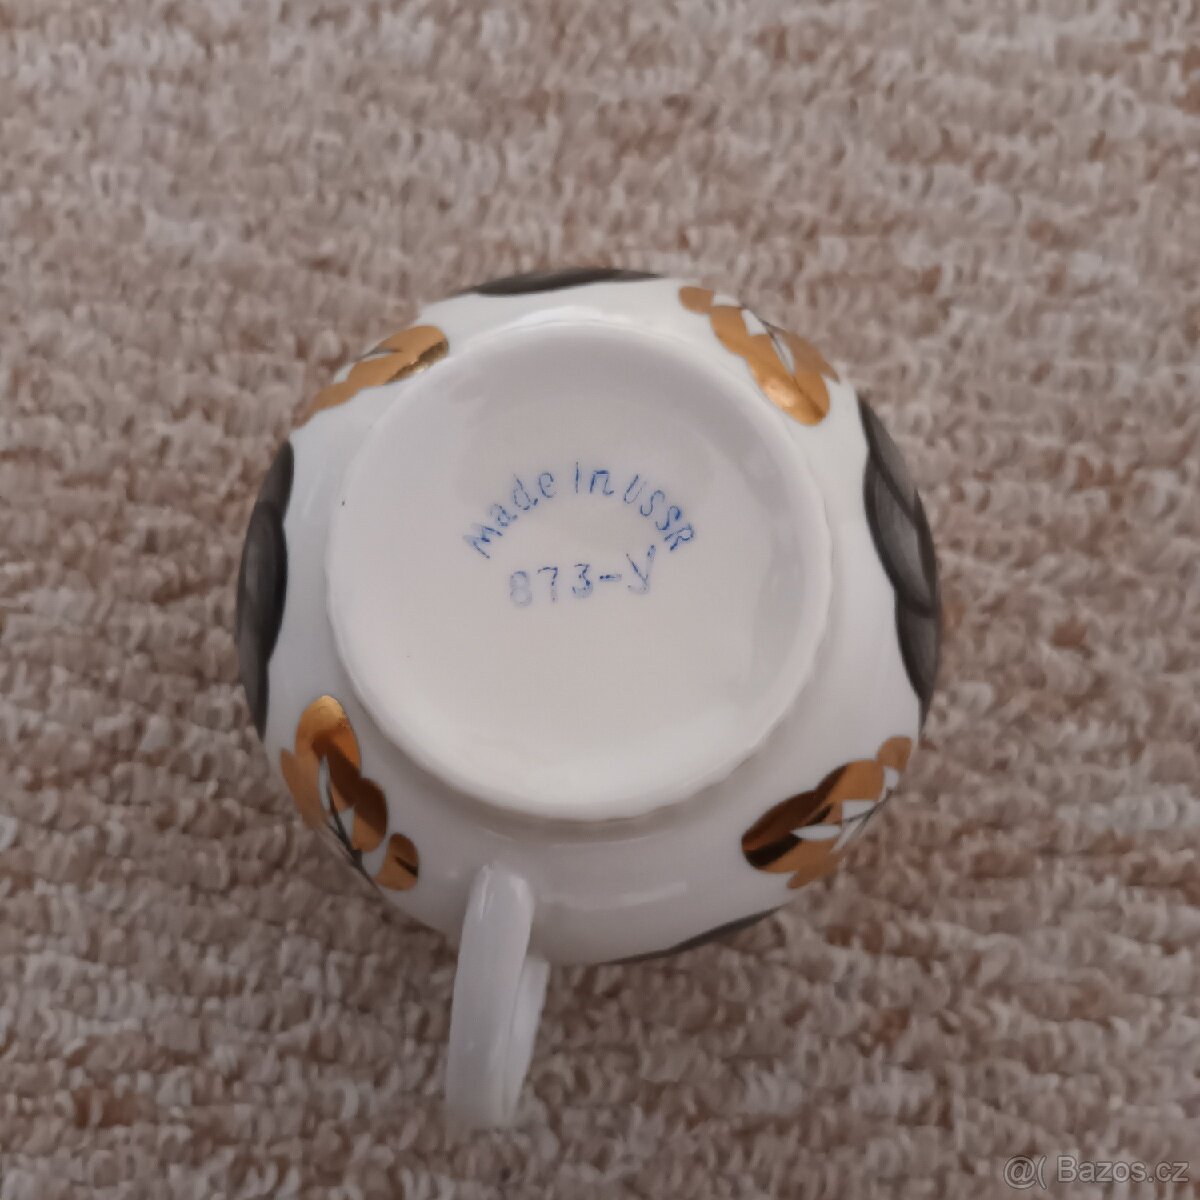 Made in USSR
873-V
@( Bazos.cz